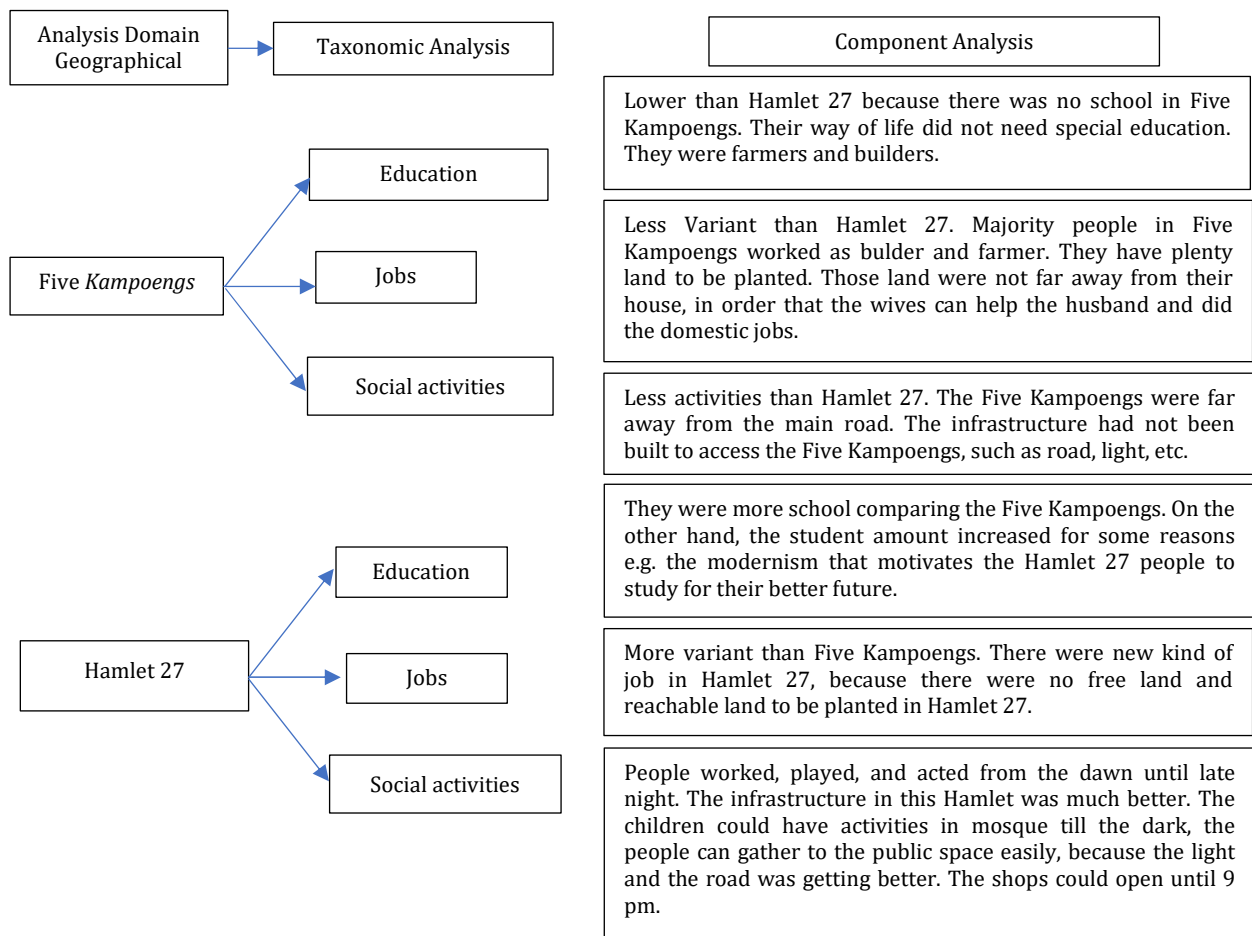 Analysis Domain
Geographical
Taxonomic Analysis
Component Analysis
Five Kampoengs
Education
Lower than Hamlet 27 because there was no school in Five
Kampoengs. Their way of life did not need special education.
They were farmers and builders.
Jobs
Less Variant than Hamlet 27. Majority people in Five
Kampoengs worked as bulder and farmer. They have plenty
land to be planted. Those land were not far away from their
house, in order that the wives can help the husband and did
the domestic jobs.
Social activities
Less activities than Hamlet 27. The Five Kampoengs were far
away from the main road. The infrastructure had not been
built to access the Five Kampoengs, such as road, light, etc.
Hamlet 27
Education
They were more school comparing the Five Kampoengs. On the
other hand, the student amount increased for some reasons
e.g. the modernism that motivates the Hamlet 27 people to
study for their better future.
Jobs
More variant than Five Kampoengs. There were new kind of
job in Hamlet 27, because there were no free land and
reachable land to be planted in Hamlet 27.
Social activities
People worked, played, and acted from the dawn until late
night. The infrastructure in this Hamlet was much better. The
children could have activities in mosque till the dark, the
people can gather to the public space easily, because the light
and the road was getting better. The shops could open until 9
pm.